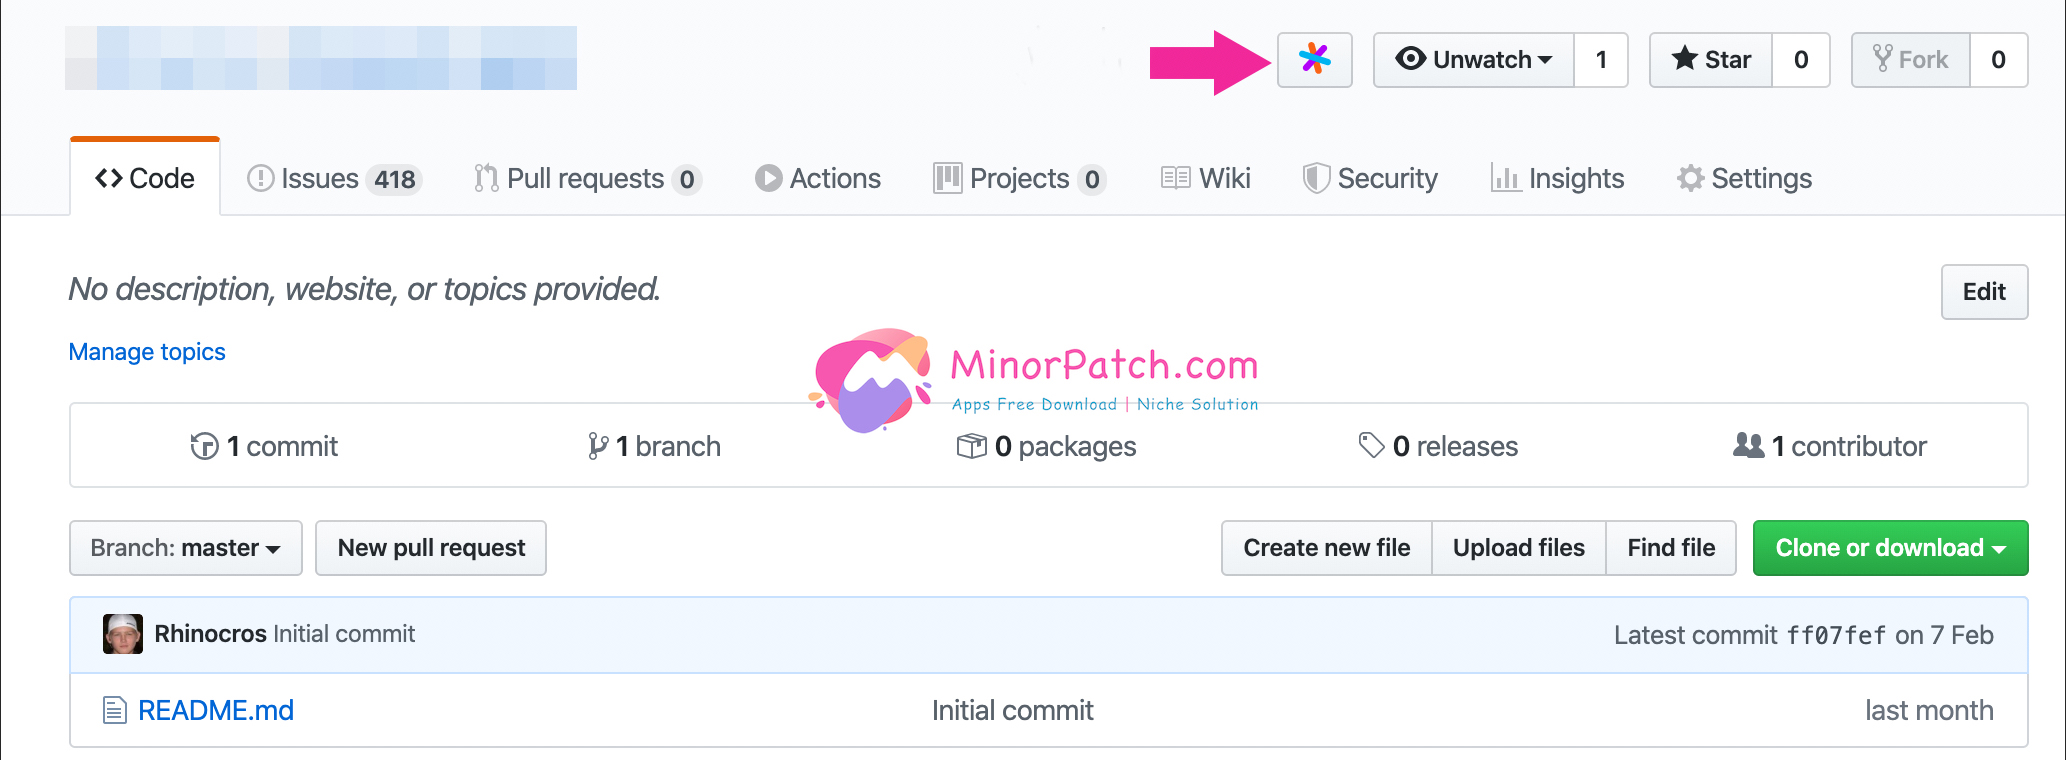 Unwatch 1 Star 0 Fork 0
Code Issues 418 Pull requests 0 Actions Projects 0 Wiki Security Insights Settings
No description, website, or topics provided. Edit
Manage topics
MinorPatch.com
Apps Free Download | Niche Solution
1 commit 1 branch 0 packages 0 releases 1 contributor
Branch: master New pull request Create new file Upload files Find file Clone or download
Rhinocros Initial commit Latest commit ff07fef on 7 Feb
README.md Initial commit last month